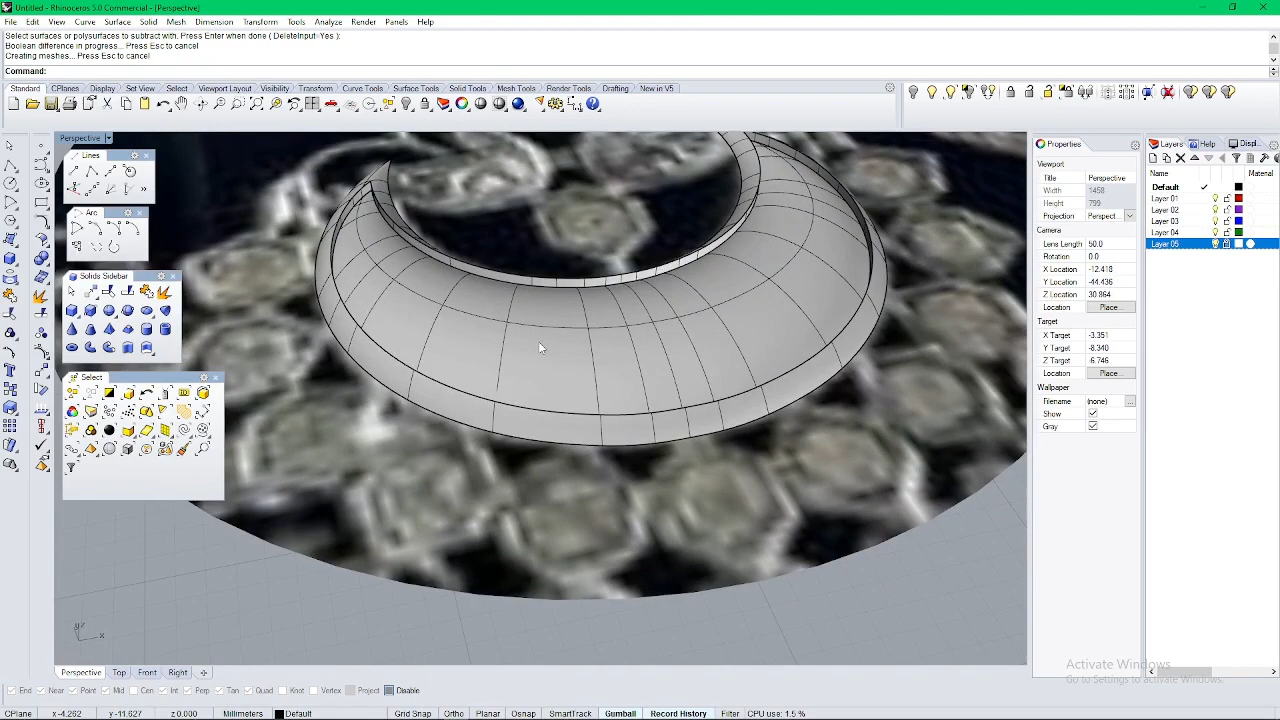 Untitled - Rhinoceros 5.0 Commercial - [Perspective]
File Edit View Curve Surface Solid Mesh Dimension Transform Tools Analyze Render Panels Help
Select surfaces or polysurfaces to subtract with. Press Enter when done ( DeleteInput=Yes ):
Boolean difference in progress... Press Esc to cancel
Creating meshes... Press Esc to cancel
Command:
Standard CPlanes Display Set View Select Viewport Layout Visibility Transform Curve Tools Surface Tools Solid Tools Mesh Tools Render Tools Drafting New in V5
Perspective
Lines
Arc
Solids Sidebar
Select
Properties
Viewport
Title Perspective
Width 1458
Height 799
Projection Perspect...
Camera
Lens Length 50.0
Rotation 0.0
X Location -12.418
Y Location -44.436
Z Location 30.864
Location Place...
Target
X Target -3.351
Y Target -8.340
Z Target -6.746
Location Place...
Wallpaper
Filename (none) ...
Show
Gray
Layers Help Displ...
Name Material
Default
Layer 01
Layer 02
Layer 03
Layer 04
Layer 05
yz
x
Activate Windows
Go to Settings to activate Windows.
Perspective Top Front Right
End Near Point Mid Cen Int Perp Tan Quad Knot Vertex Project Disable
CPlane x -4.262 y -11.627 z 0.000 Millimeters Default Grid Snap Ortho Planar Osnap SmartTrack Gumball Record History Filter CPU use: 1.5 %